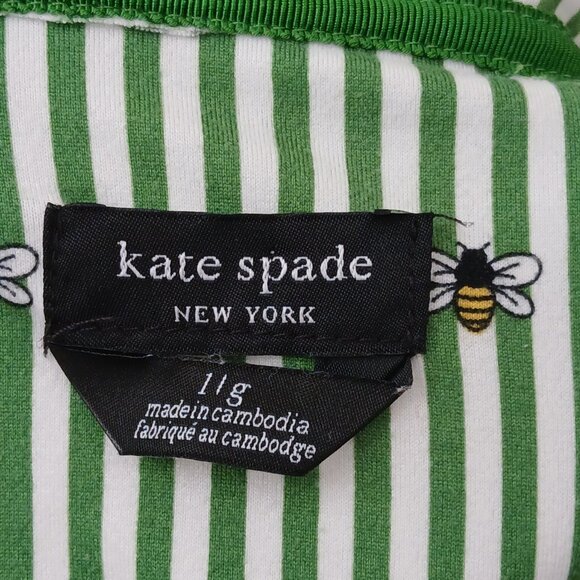 kate spade
NEW YORK
l/g
made in cambodia
fabriqué au cambodge